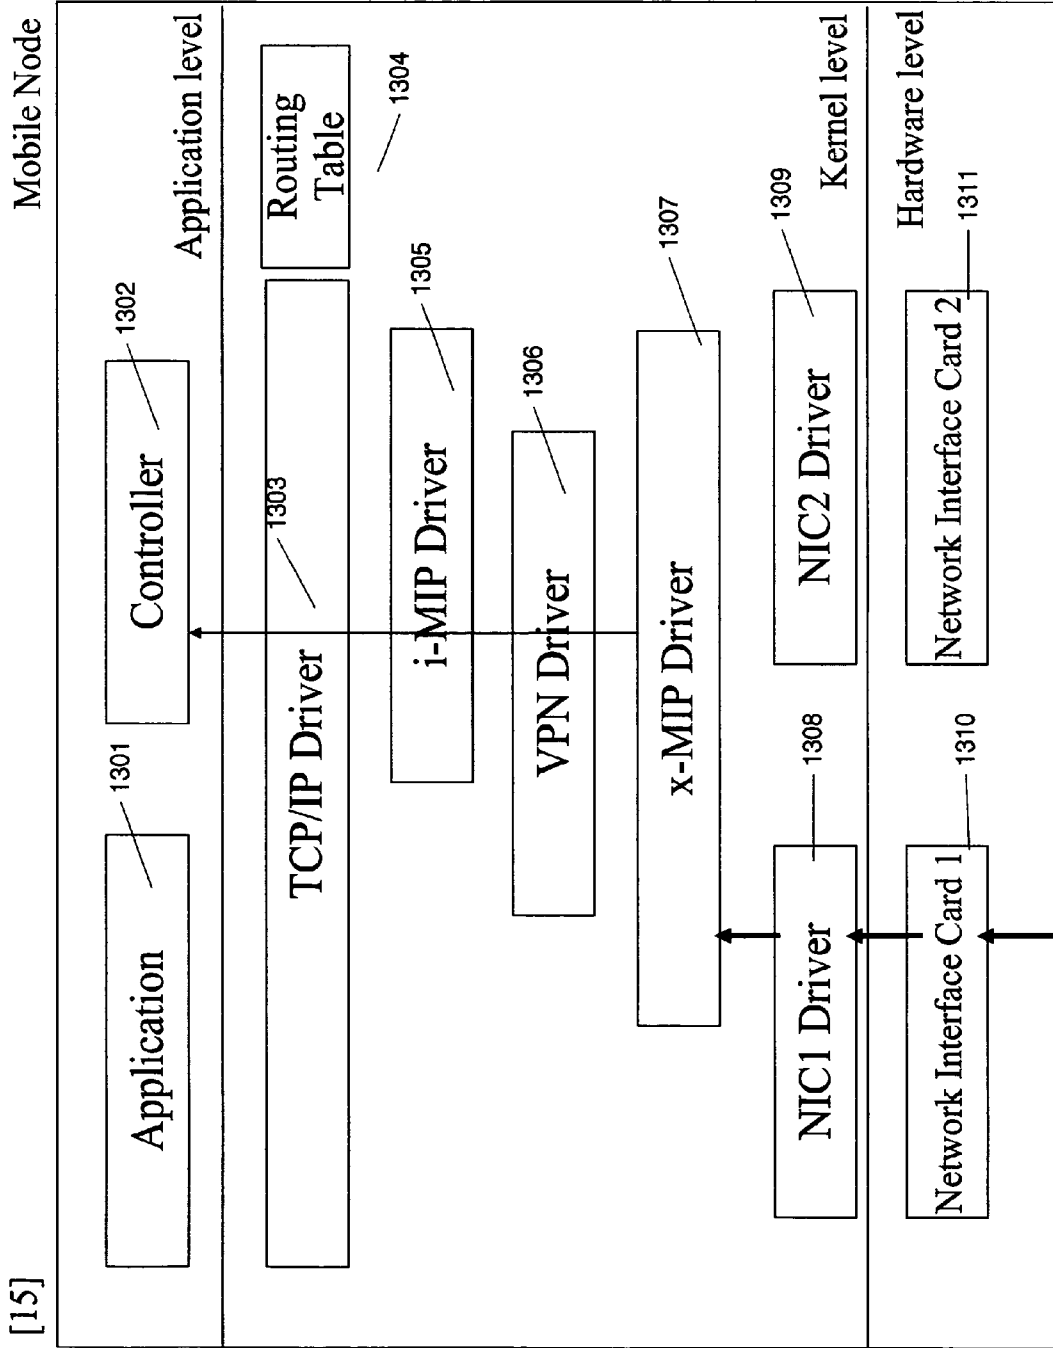 [15]
Mobile Node
Application
1301
Controller
1302
Application level
TCP/IP Driver
1303
Routing
Table
1304
i-MIP Driver
1305
VPN Driver
1306
x-MIP Driver
1307
NIC1 Driver
1308
NIC2 Driver
1309
Kernel level
Hardware level
Network Interface Card 1
1310
Network Interface Card 2
1311